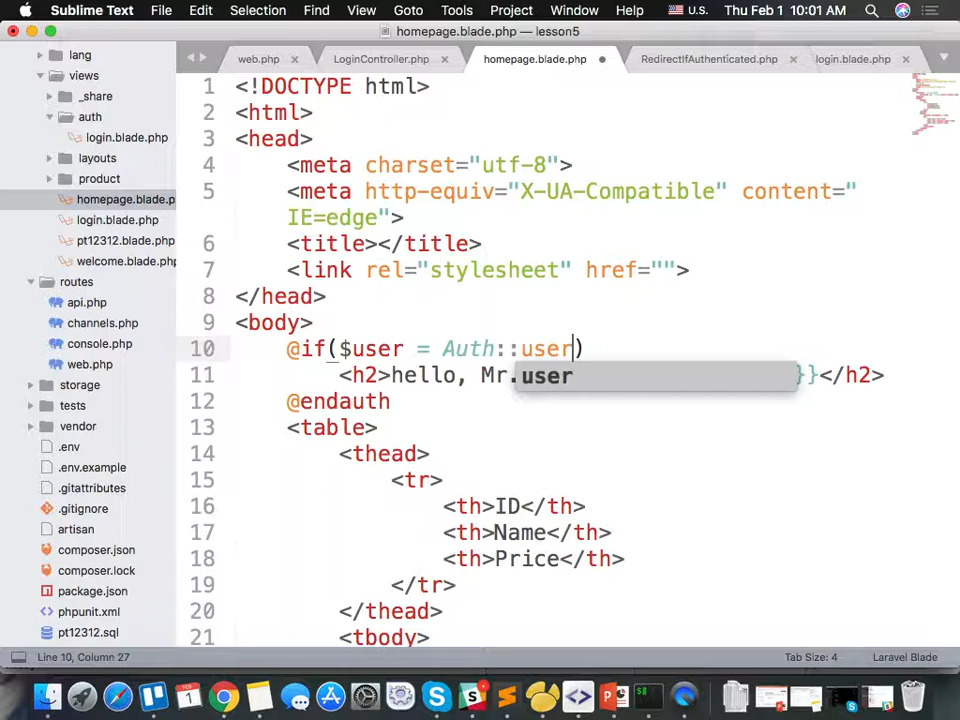 Sublime Text File Edit Selection Find View Goto Tools Project Window Help U.S. Thu Feb 1 10:01 AM
homepage.blade.php — lesson5
web.php LoginController.php homepage.blade.php RedirectIfAuthenticated.php login.blade.php
lang
views
_share
auth
login.blade.php
layouts
product
homepage.blade.p
login.blade.php
pt12312.blade.php
welcome.blade.php
routes
api.php
channels.php
console.php
web.php
storage
tests
vendor
.env
.env.example
.gitattributes
.gitignore
artisan
composer.json
composer.lock
package.json
phpunit.xml
pt12312.sql
1 <!DOCTYPE html>
2 <html>
3 <head>
4 <meta charset="utf-8">
5 <meta http-equiv="X-UA-Compatible" content="
IE=edge">
6 <title></title>
7 <link rel="stylesheet" href="">
8 </head>
9 <body>
10 @if($user = Auth::user)
11 <h2>hello, Mr. }}</h2>
user
12 @endauth
13 <table>
14 <thead>
15 <tr>
16 <th>ID</th>
17 <th>Name</th>
18 <th>Price</th>
19 </tr>
20 </thead>
21 <tbody>
Line 10, Column 27 Tab Size: 4 Laravel Blade